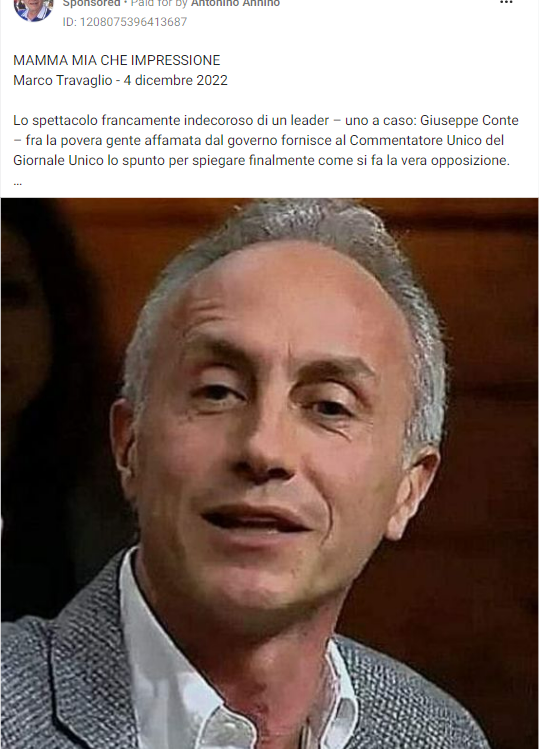 Sponsored • Paid for by Antonino Annino
ID: 1208075396413687
MAMMA MIA CHE IMPRESSIONE
Marco Travaglio - 4 dicembre 2022
Lo spettacolo francamente indecoroso di un leader – uno a caso: Giuseppe Conte
– fra la povera gente affamata dal governo fornisce al Commentatore Unico del
Giornale Unico lo spunto per spiegare finalmente come si fa la vera opposizione.
...